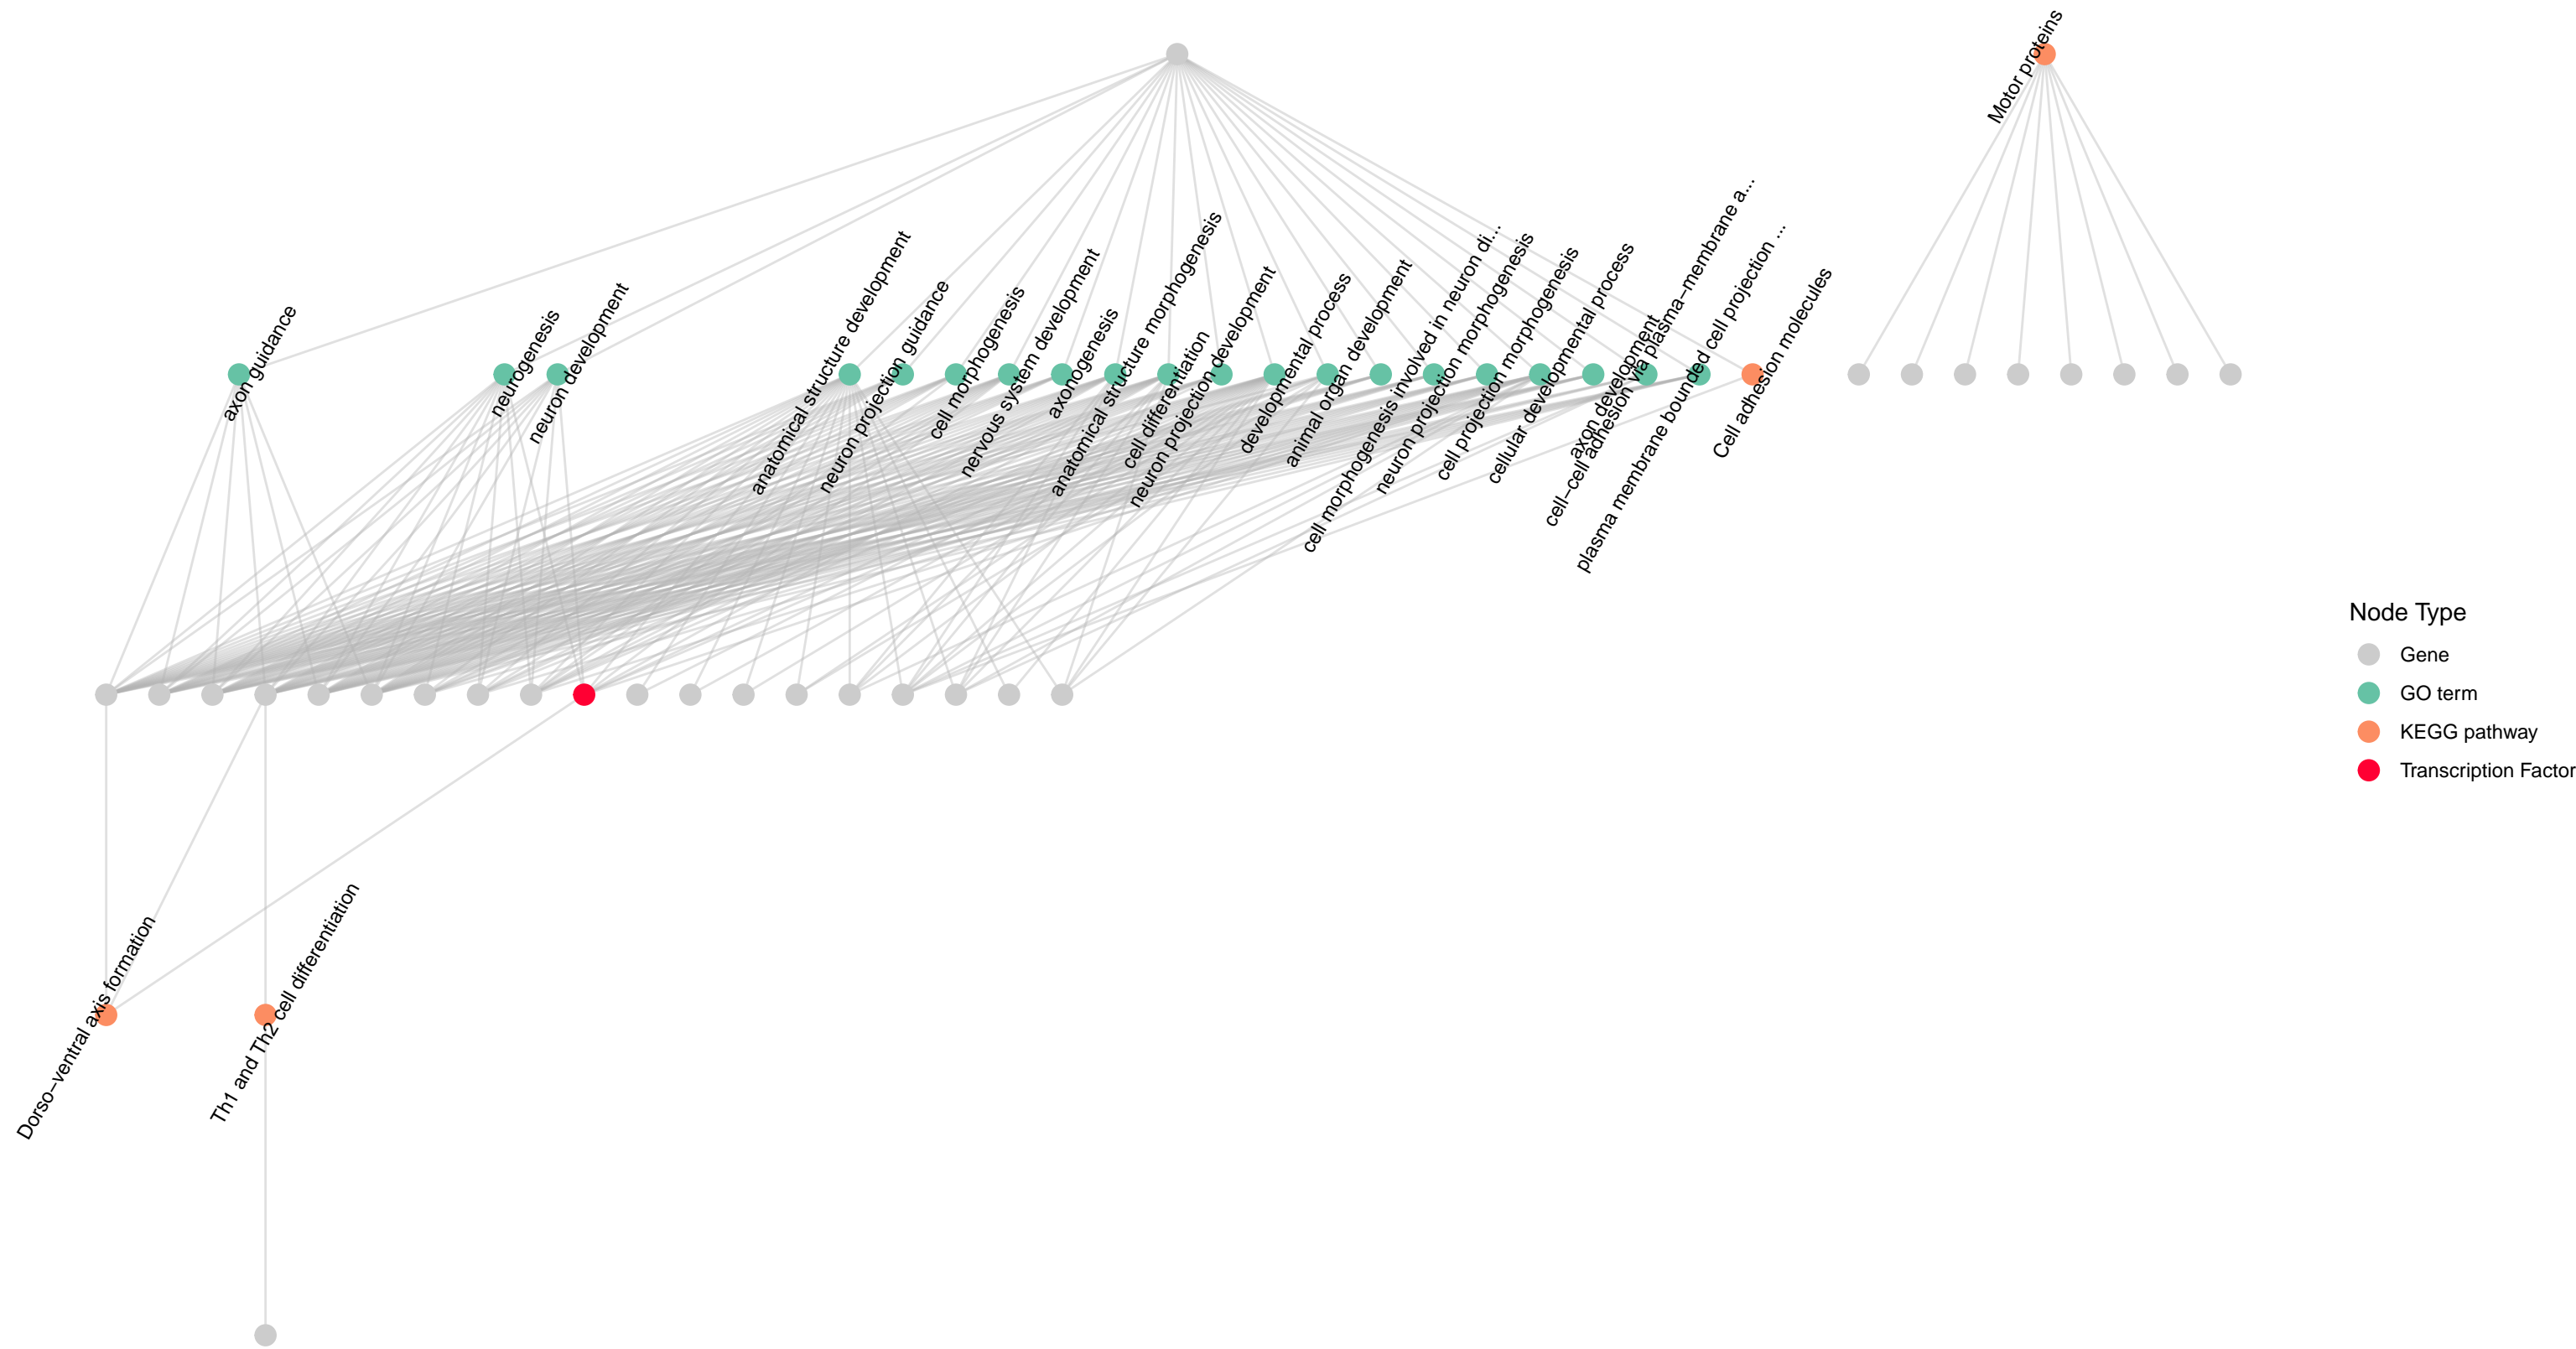 Motor proteins
axon guidance
neurogenesis
neuron development
anatomical structure development
neuron projection guidance
cell morphogenesis
nervous system development
axonogenesis
anatomical structure morphogenesis
cell differentiation
neuron projection development
developmental process
animal organ development
cell morphogenesis involved in neuron di...
neuron projection morphogenesis
cell projection morphogenesis
cellular developmental process
axon development
cell−cell adhesion via plasma−membrane a...
plasma membrane bounded cell projection ...
Cell adhesion molecules
Node Type
Gene
GO term
KEGG pathway
Transcription Factor
Dorso−ventral axis formation
Th1 and Th2 cell differentiation